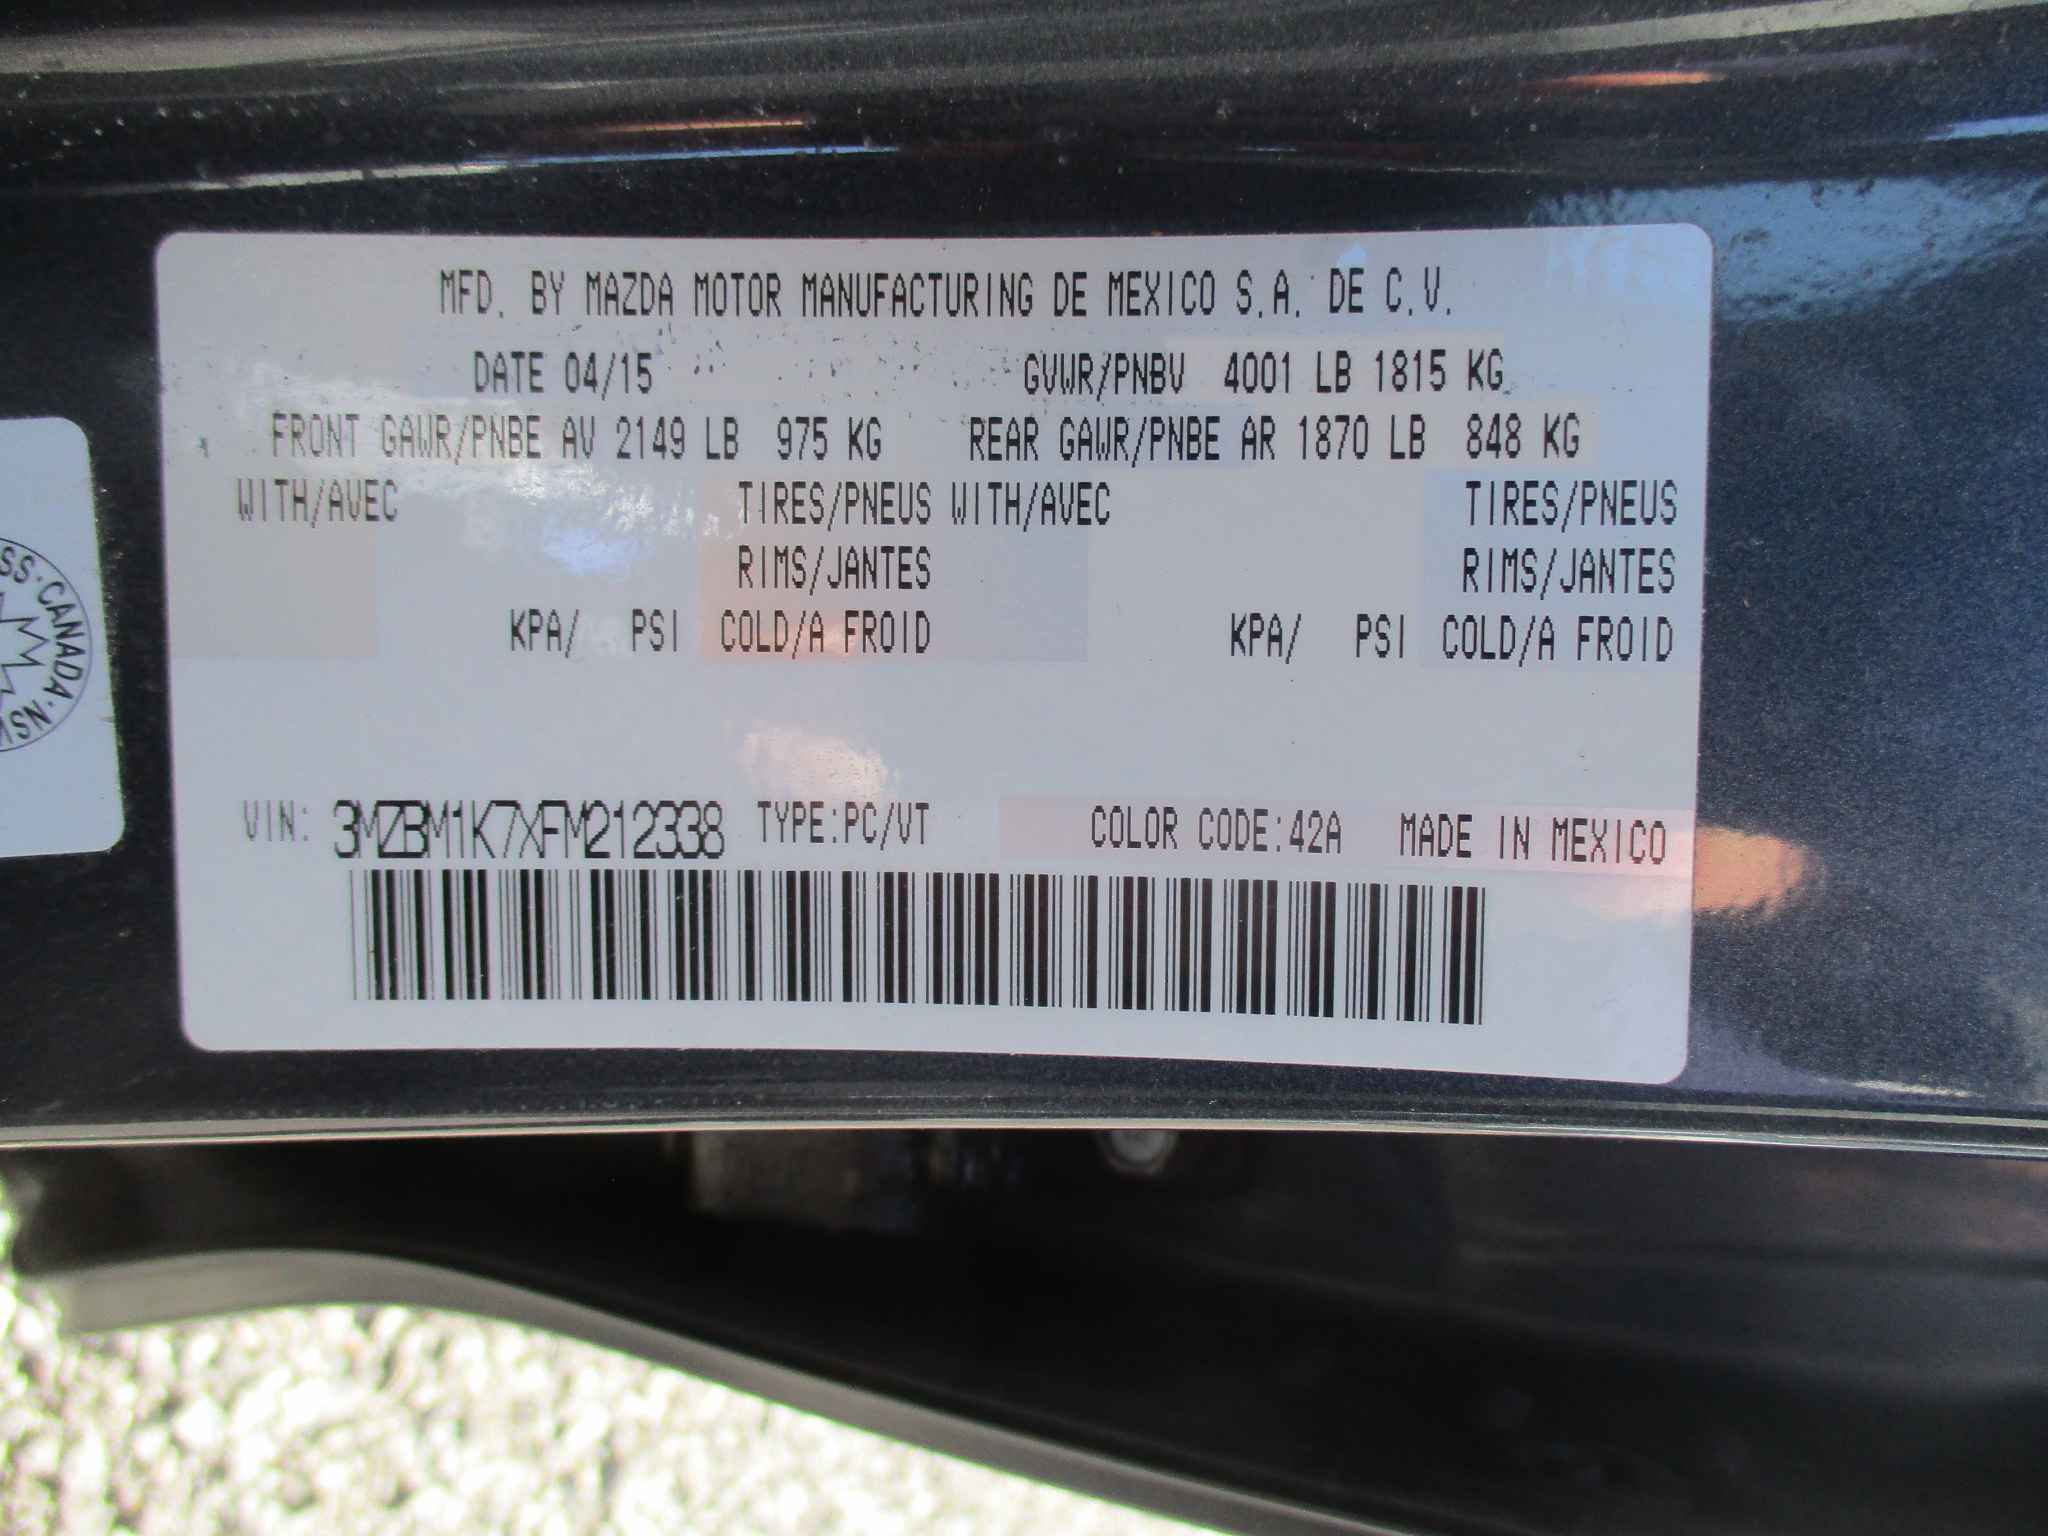 MFD. BY MAZDA MOTOR MANUFACTURING DE MEXICO S.A. DE C.V.
DATE 04/15 GVWR/PNBV 4001 LB 1815 KG
FRONT GAWR/PNBE AV 2149 LB 975 KG REAR GAWR/PNBE AR 1870 LB 848 KG
WITH/AVEC TIRES/PNEUS WITH/AVEC TIRES/PNEUS
RIMS/JANTES RIMS/JANTES
KPA/ PSI COLD/A FROID KPA/ PSI COLD/A FROID
VIN: 3MZBM1K7XFM212338 TYPE:PC/VT COLOR CODE:42A MADE IN MEXICO
CANADA